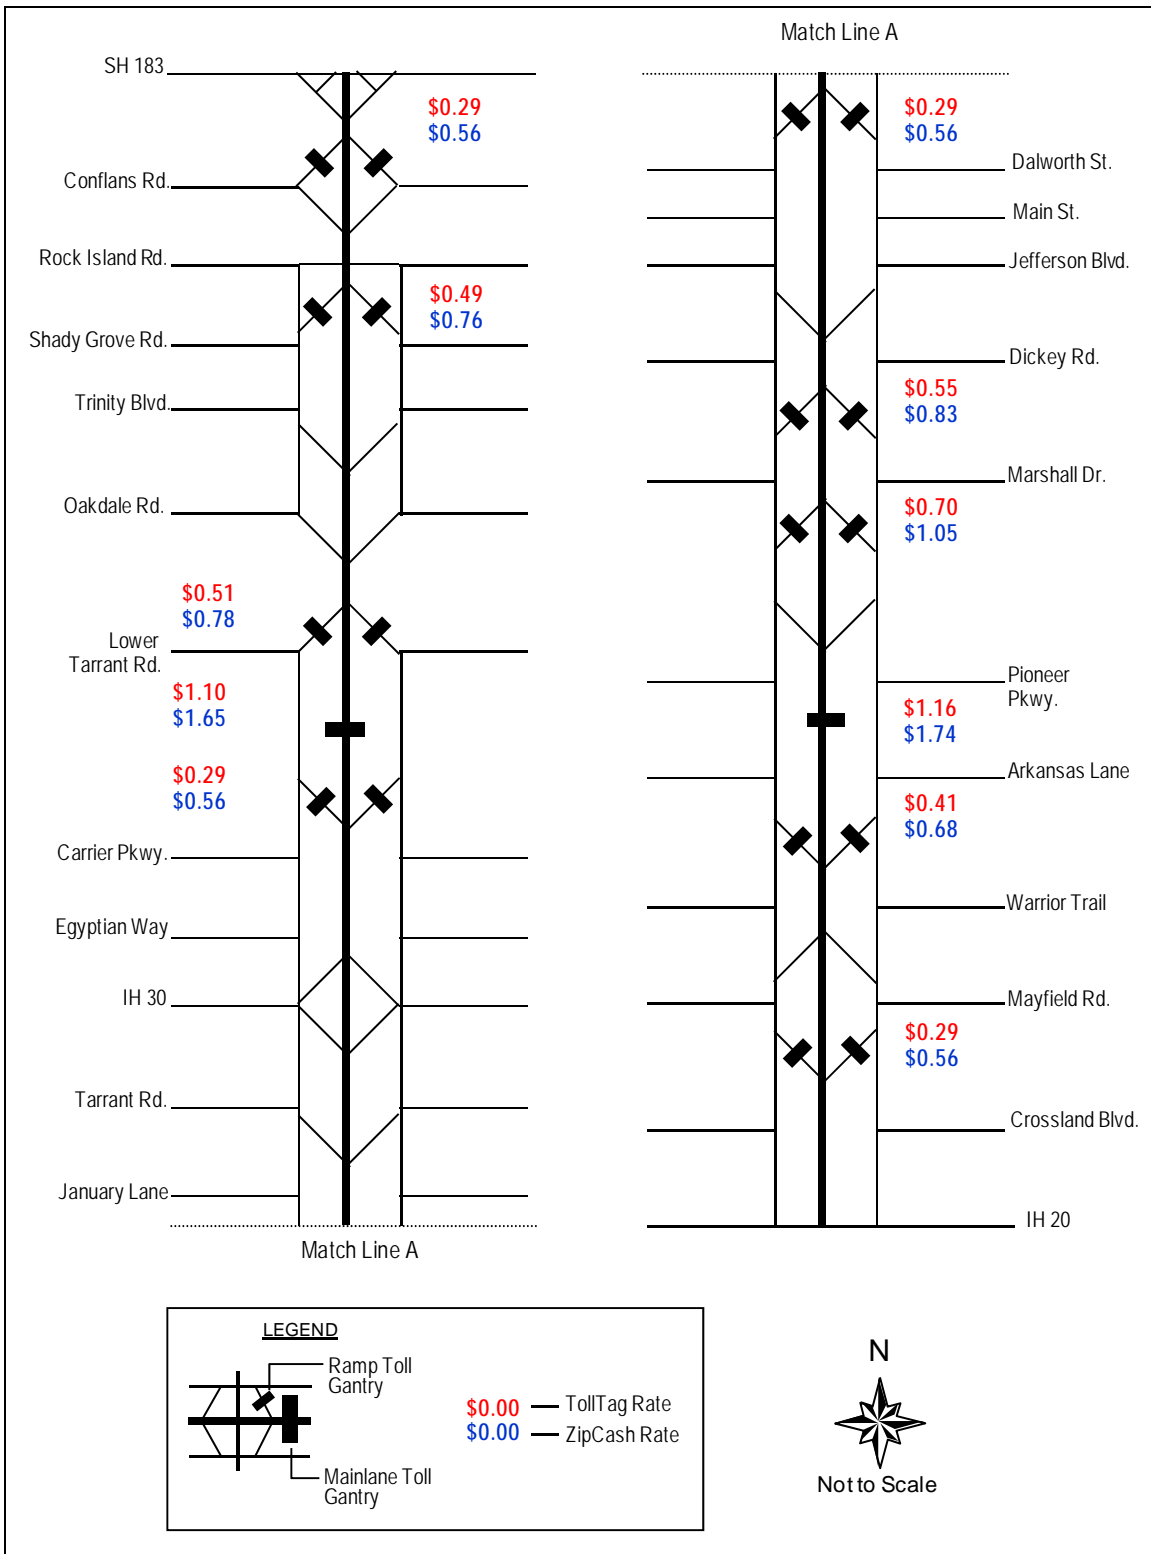 SH 183
$0.29
$0.56
Conflans Rd.
Rock Island Rd.
$0.49
$0.76
Shady Grove Rd.
Trinity Blvd.
Oakdale Rd.
$0.51
$0.78
Lower
Tarrant Rd.
$1.10
$1.65
$0.29
$0.56
Carrier Pkwy.
Egyptian Way
IH 30
Tarrant Rd.
January Lane
Match Line A
Match Line A
$0.29
$0.56
Dalworth St.
Main St.
Jefferson Blvd.
Dickey Rd.
$0.55
$0.83
Marshall Dr.
$0.70
$1.05
Pioneer
Pkwy.
$1.16
$1.74
Arkansas Lane
$0.41
$0.68
Warrior Trail
Mayfield Rd.
$0.29
$0.56
Crossland Blvd.
IH 20
LEGEND
Ramp Toll
Gantry
Mainlane Toll
Gantry
$0.00 TollTag Rate
$0.00 ZipCash Rate
N
Not to Scale